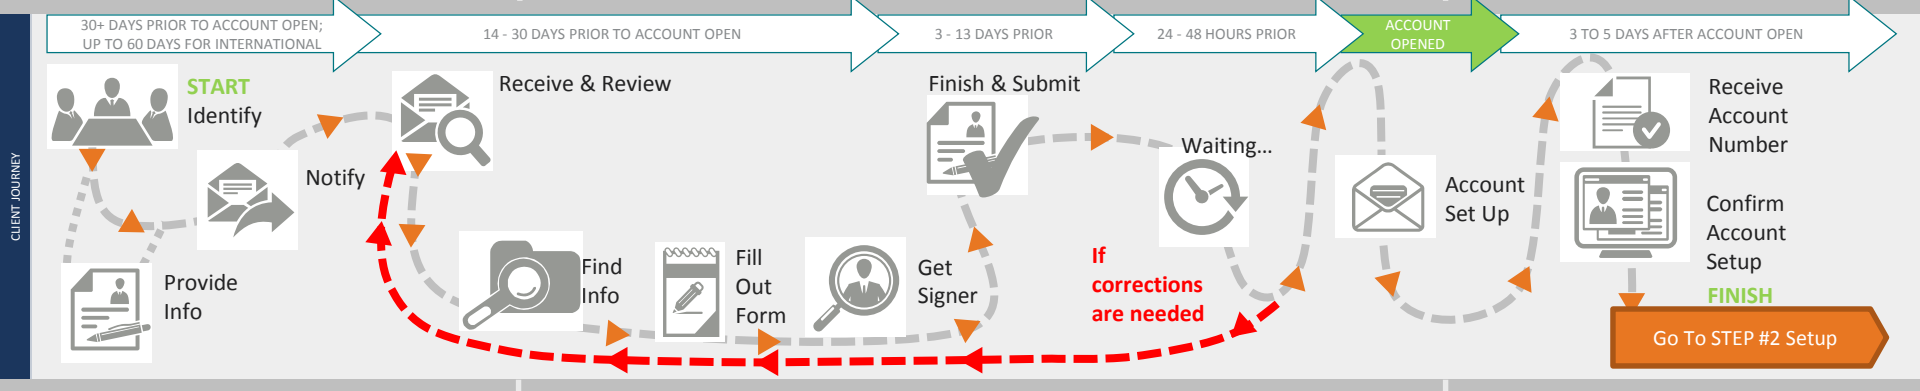 30+ DAYS PRIOR TO ACCOUNT OPEN;
UP TO 60 DAYS FOR INTERNATIONAL
14 - 30 DAYS PRIOR TO ACCOUNT OPEN
3 - 13 DAYS PRIOR
24 - 48 HOURS PRIOR
ACCOUNT
OPENED
3 TO 5 DAYS AFTER ACCOUNT OPEN
CLIENT JOURNEY
START
Identify
Provide
Info
Notify
Receive & Review
Find
Info
Fill
Out
Form
Get
Signer
Finish & Submit
Waiting...
If
corrections
are needed
Account
Set Up
Receive
Account
Number
Confirm
Account
Setup
FINISH
Go To STEP #2 Setup